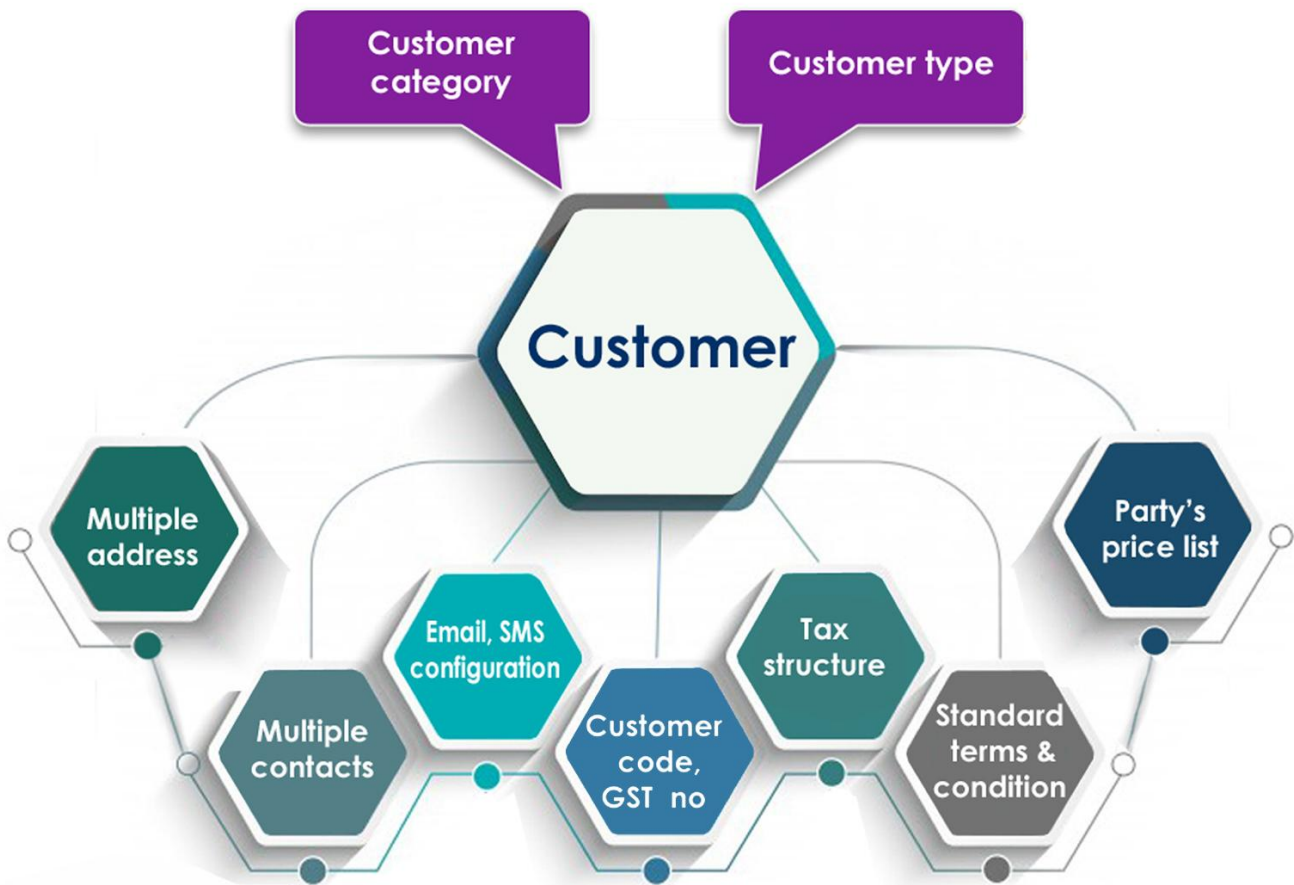 Customer
category
Customer type
Customer
Multiple
address
Party's
price list
Email, SMS
configuration
Tax
structure
Multiple
contacts
Customer
code,
GST no
Standard
terms &
condition